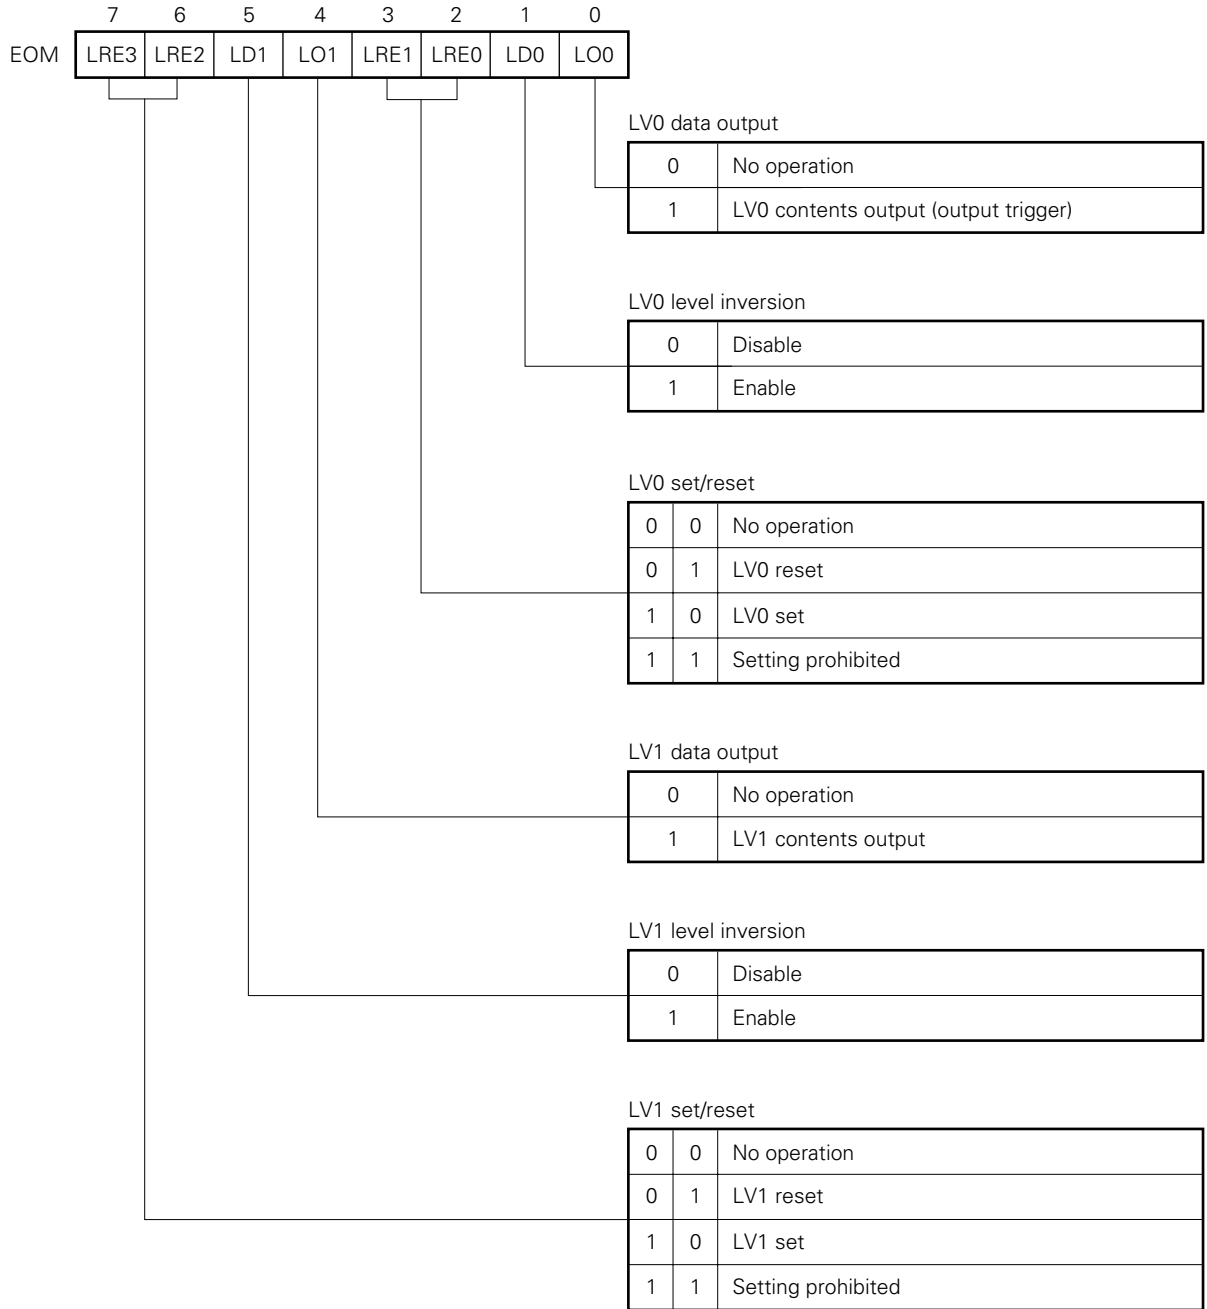 7 6 5 4 3 2 1 0
EOM LRE3 LRE2 LD1 LO1 LRE1 LRE0 LD0 LO0
LV0 data output
0 No operation
1 LV0 contents output (output trigger)
LV0 level inversion
0 Disable
1 Enable
LV0 set/reset
0 0 No operation
0 1 LV0 reset
1 0 LV0 set
1 1 Setting prohibited
LV1 data output
0 No operation
1 LV1 contents output
LV1 level inversion
0 Disable
1 Enable
LV1 set/reset
0 0 No operation
0 1 LV1 reset
1 0 LV1 set
1 1 Setting prohibited